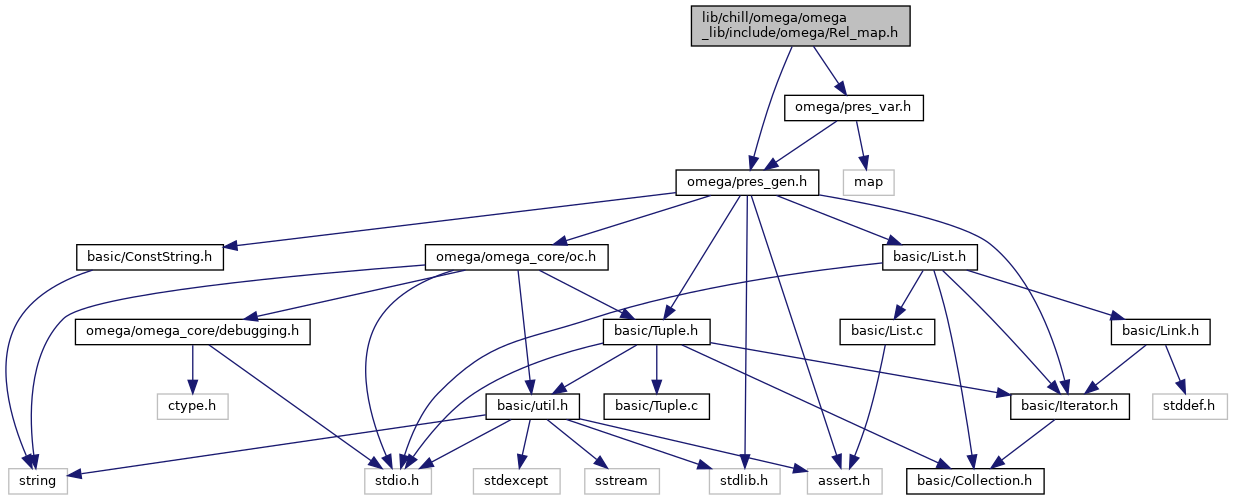 lib/chill/omega/omega
_lib/include/omega/Rel_map.h
omega/pres_var.h
omega/pres_gen.h
map
basic/ConstString.h
omega/omega_core/oc.h
basic/List.h
omega/omega_core/debugging.h
basic/Tuple.h
basic/List.c
basic/Link.h
ctype.h
basic/util.h
basic/Tuple.c
basic/Iterator.h
stddef.h
string
stdio.h
stdexcept
sstream
stdlib.h
assert.h
basic/Collection.h